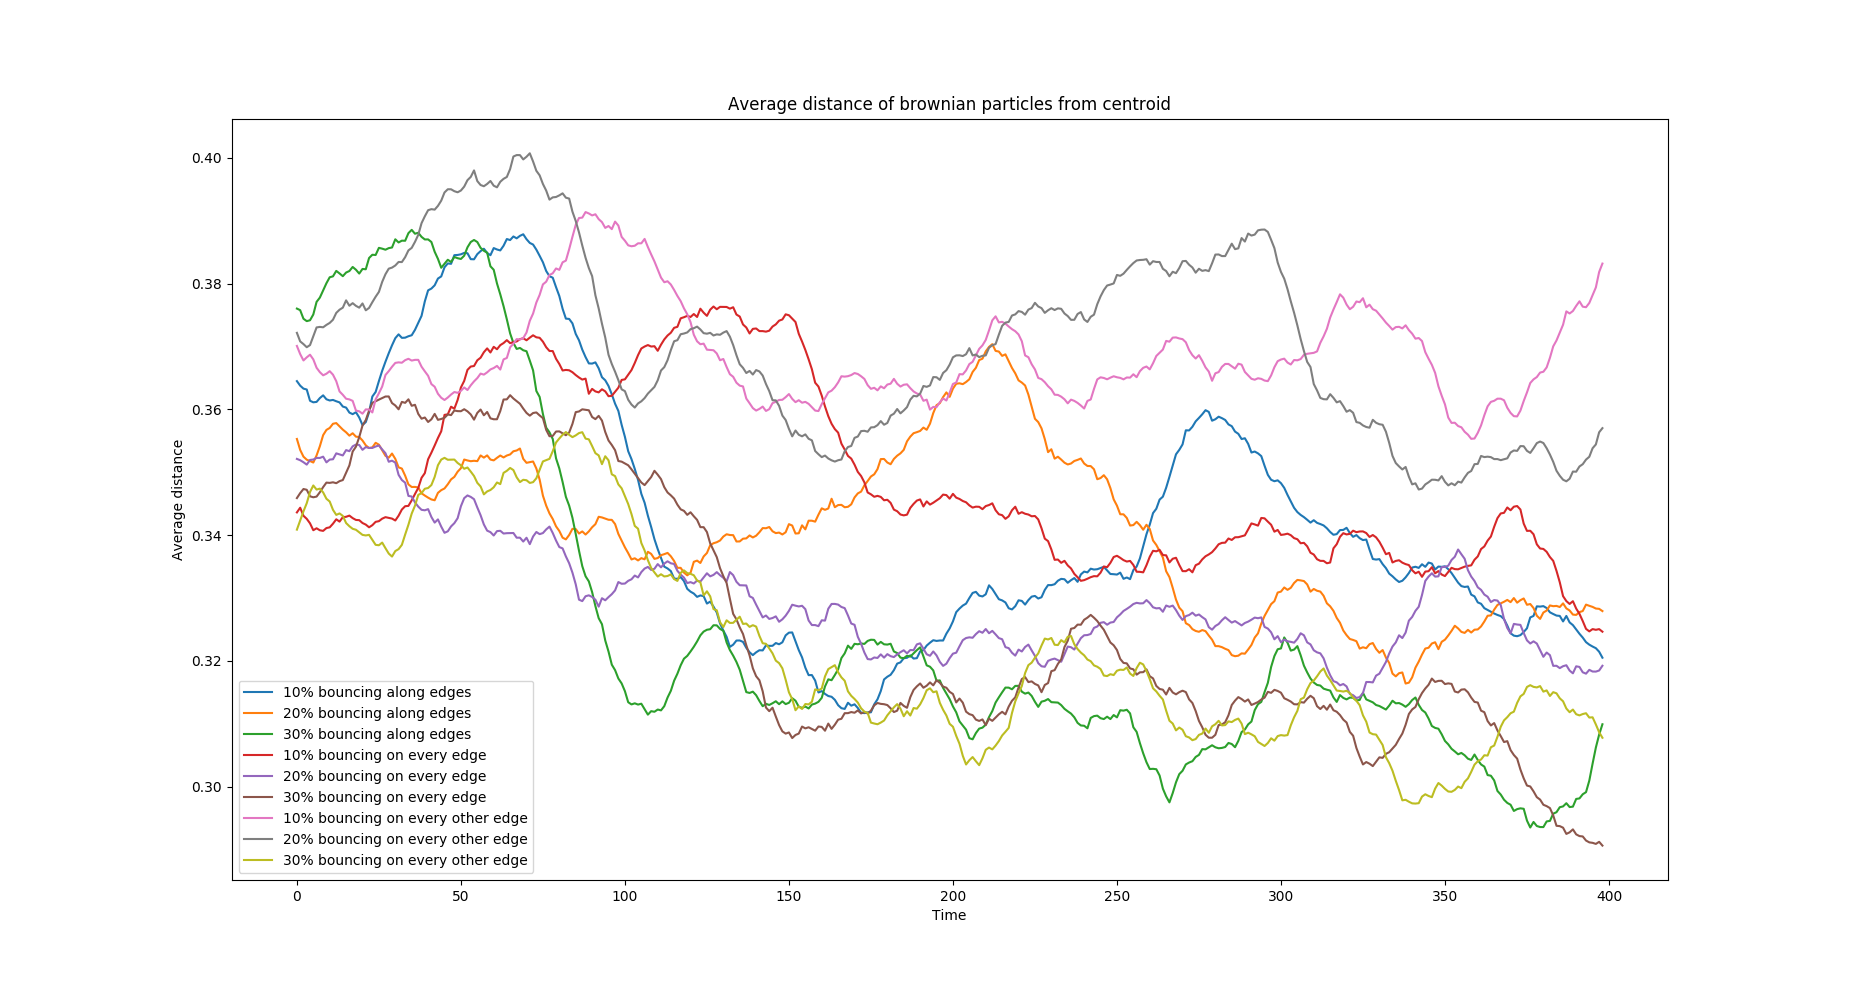 Average distance of brownian particles from centroid
0.40
0.38
0.36
0.34
0.32
0.30
Average distance
10% bouncing along edges
20% bouncing along edges
30% bouncing along edges
10% bouncing on every edge
20% bouncing on every edge
30% bouncing on every edge
10% bouncing on every other edge
20% bouncing on every other edge
30% bouncing on every other edge
0 50 100 150 200 250 300 350 400
Time